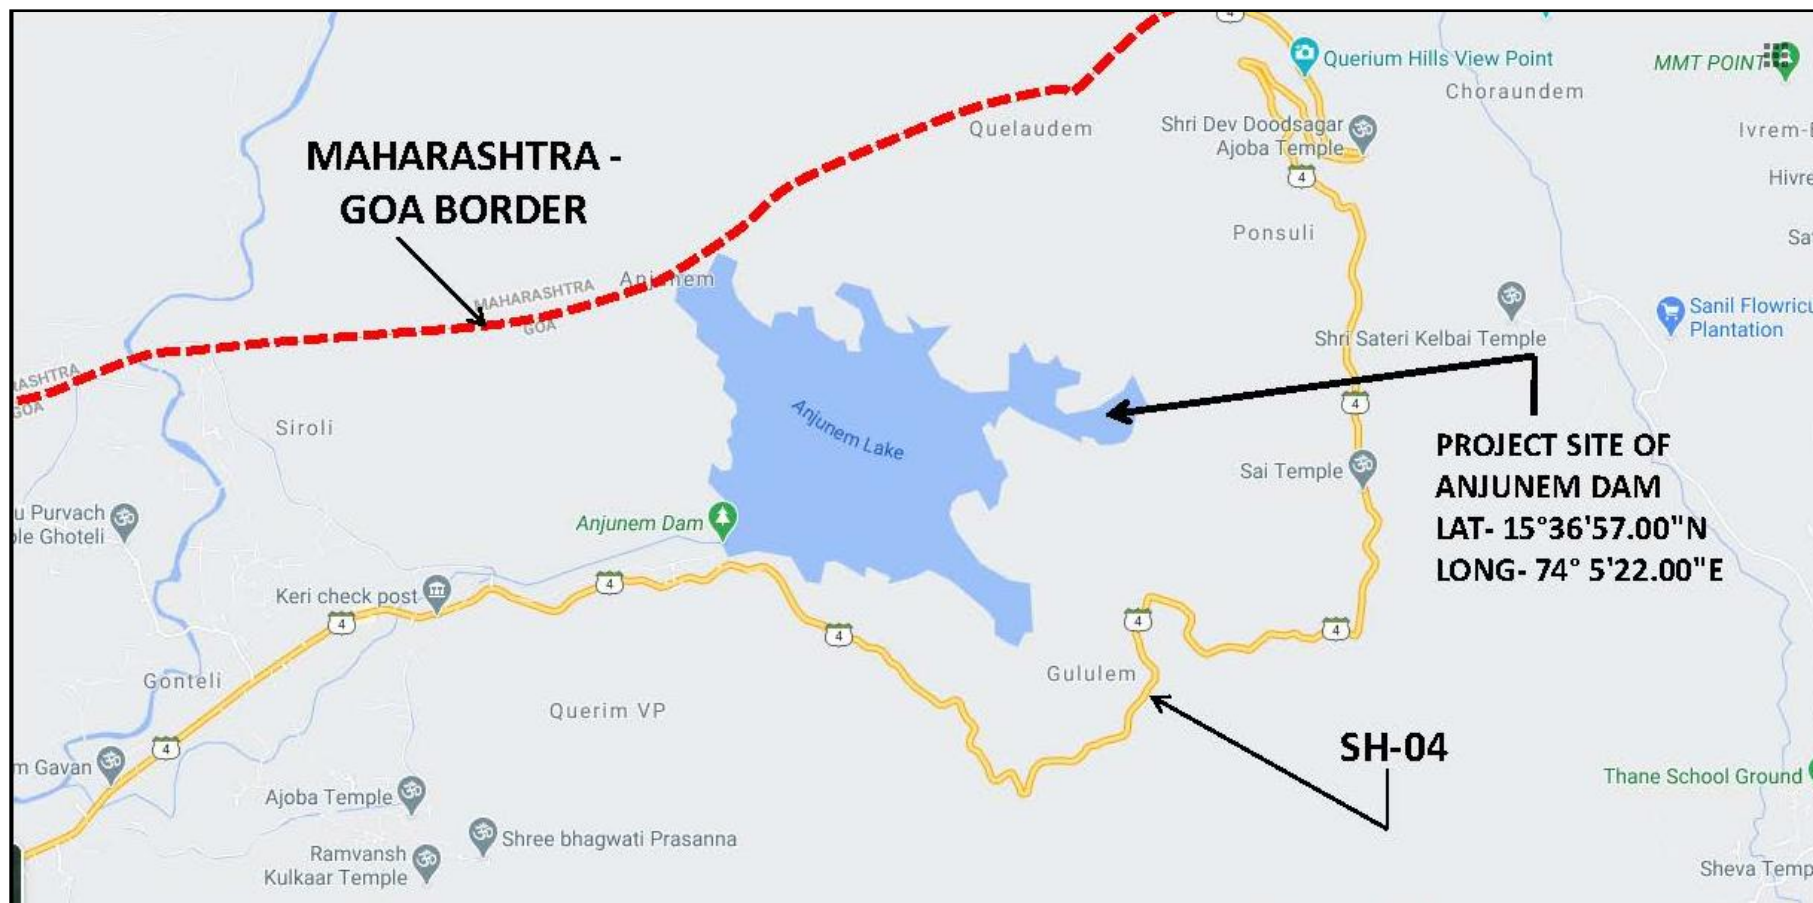 4
Querium Hills View Point
MMT POINT
Choraundem
Quelaudem
Shri Dev Doodsagar
Ajoba Temple
MAHARASHTRA -
GOA BORDER
4
Hivre
Ponsuli
Anjunem
MAHARASHTRA
GOA
Sanil Flowricu
Plantation
Shri Sateri Kelbai Temple
RASHTRA
GOA
4
Siroli
Anjunem Lake
PROJECT SITE OF
ANJUNEM DAM
LAT- 15°36'57.00"N
LONG- 74° 5'22.00"E
Sai Temple
u Purvach
ple Ghoteli
Anjunem Dam
Keri check post
4
4
4
4
4
Gululem
Gonteli
Querim VP
4
SH-04
m Gavan
Thane School Ground
Ajoba Temple
Shree bhagwati Prasanna
Ramvansh
Kulkaar Temple
Sheva Temp